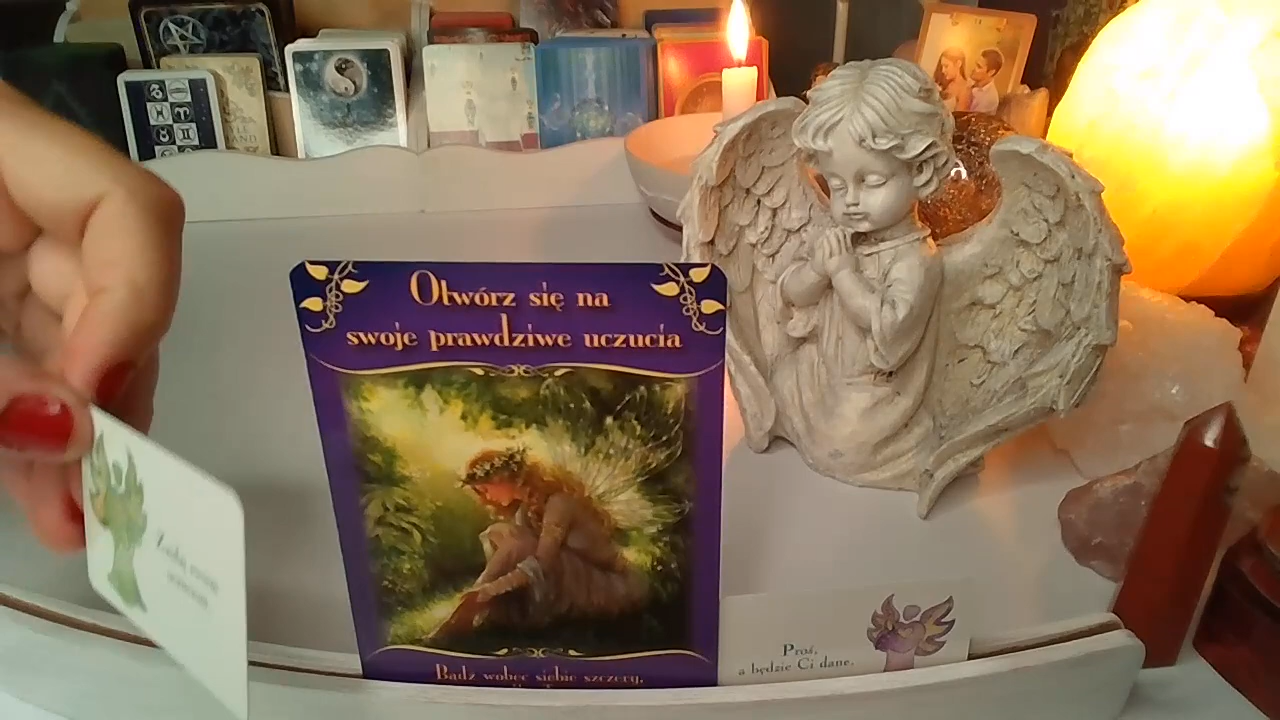 Otwórz się na
swoje prawdziwe uczucia
Bądź wobec siebie szczery,
Proś,
a będzie Ci dane.